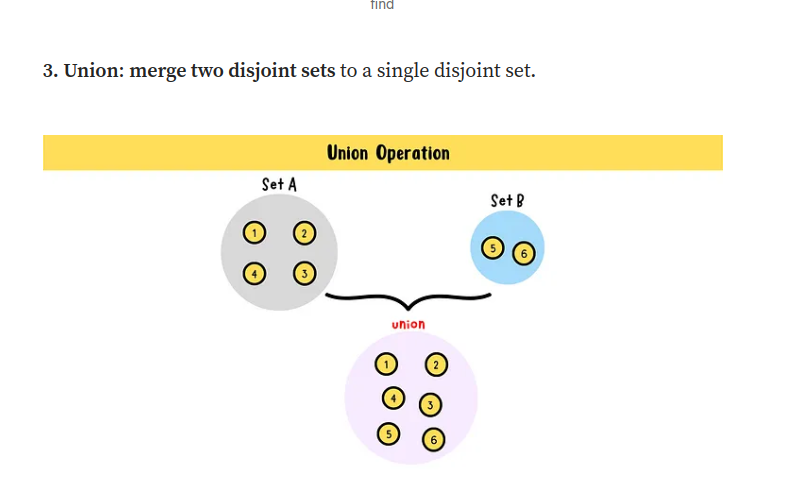 find
3. Union: merge two disjoint sets to a single disjoint set.
Union Operation
Set A
Set B
1 2
5 6
4 3
union
1 2
4 3
5 6